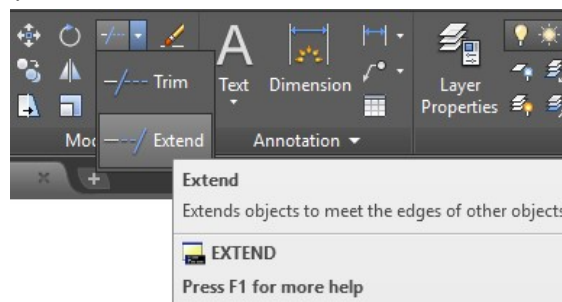 Trim
Text
Dimension
Layer
Properties
Extend
Annotation
Extend
Extends objects to meet the edges of other objects
EXTEND
Press F1 for more help